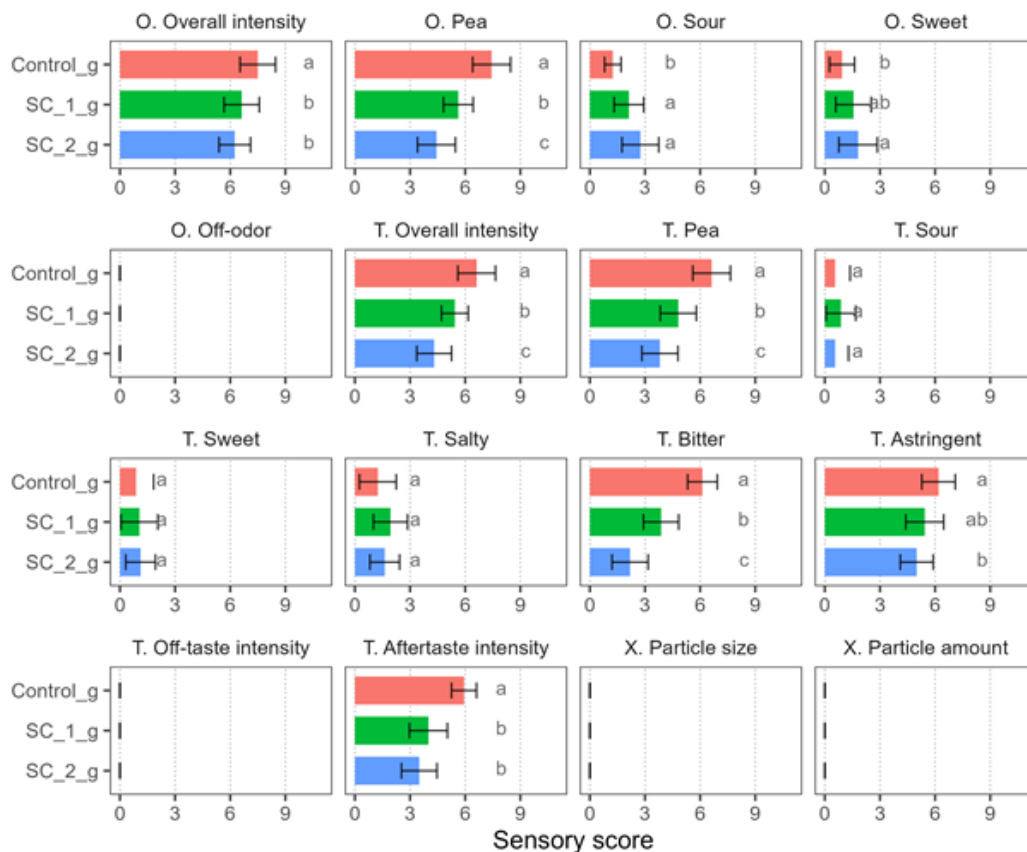 O. Overall intensity O. Pea O. Sour O. Sweet
Control_g a a b b
SC_1_g b b a ab
SC_2_g b c a a
0 3 6 9 0 3 6 9 0 3 6 9 0 3 6 9
O. Off-odor T. Overall intensity T. Pea T. Sour
Control_g a a a
SC_1_g b b a
SC_2_g c c a
0 3 6 9 0 3 6 9 0 3 6 9 0 3 6 9
T. Sweet T. Salty T. Bitter T. Astringent
Control_g a a a a
SC_1_g a a b ab
SC_2_g a a c b
0 3 6 9 0 3 6 9 0 3 6 9 0 3 6 9
T. Off-taste intensity T. Aftertaste intensity X. Particle size X. Particle amount
Control_g a
SC_1_g b
SC_2_g b
0 3 6 9 0 3 6 9 0 3 6 9 0 3 6 9
Sensory score